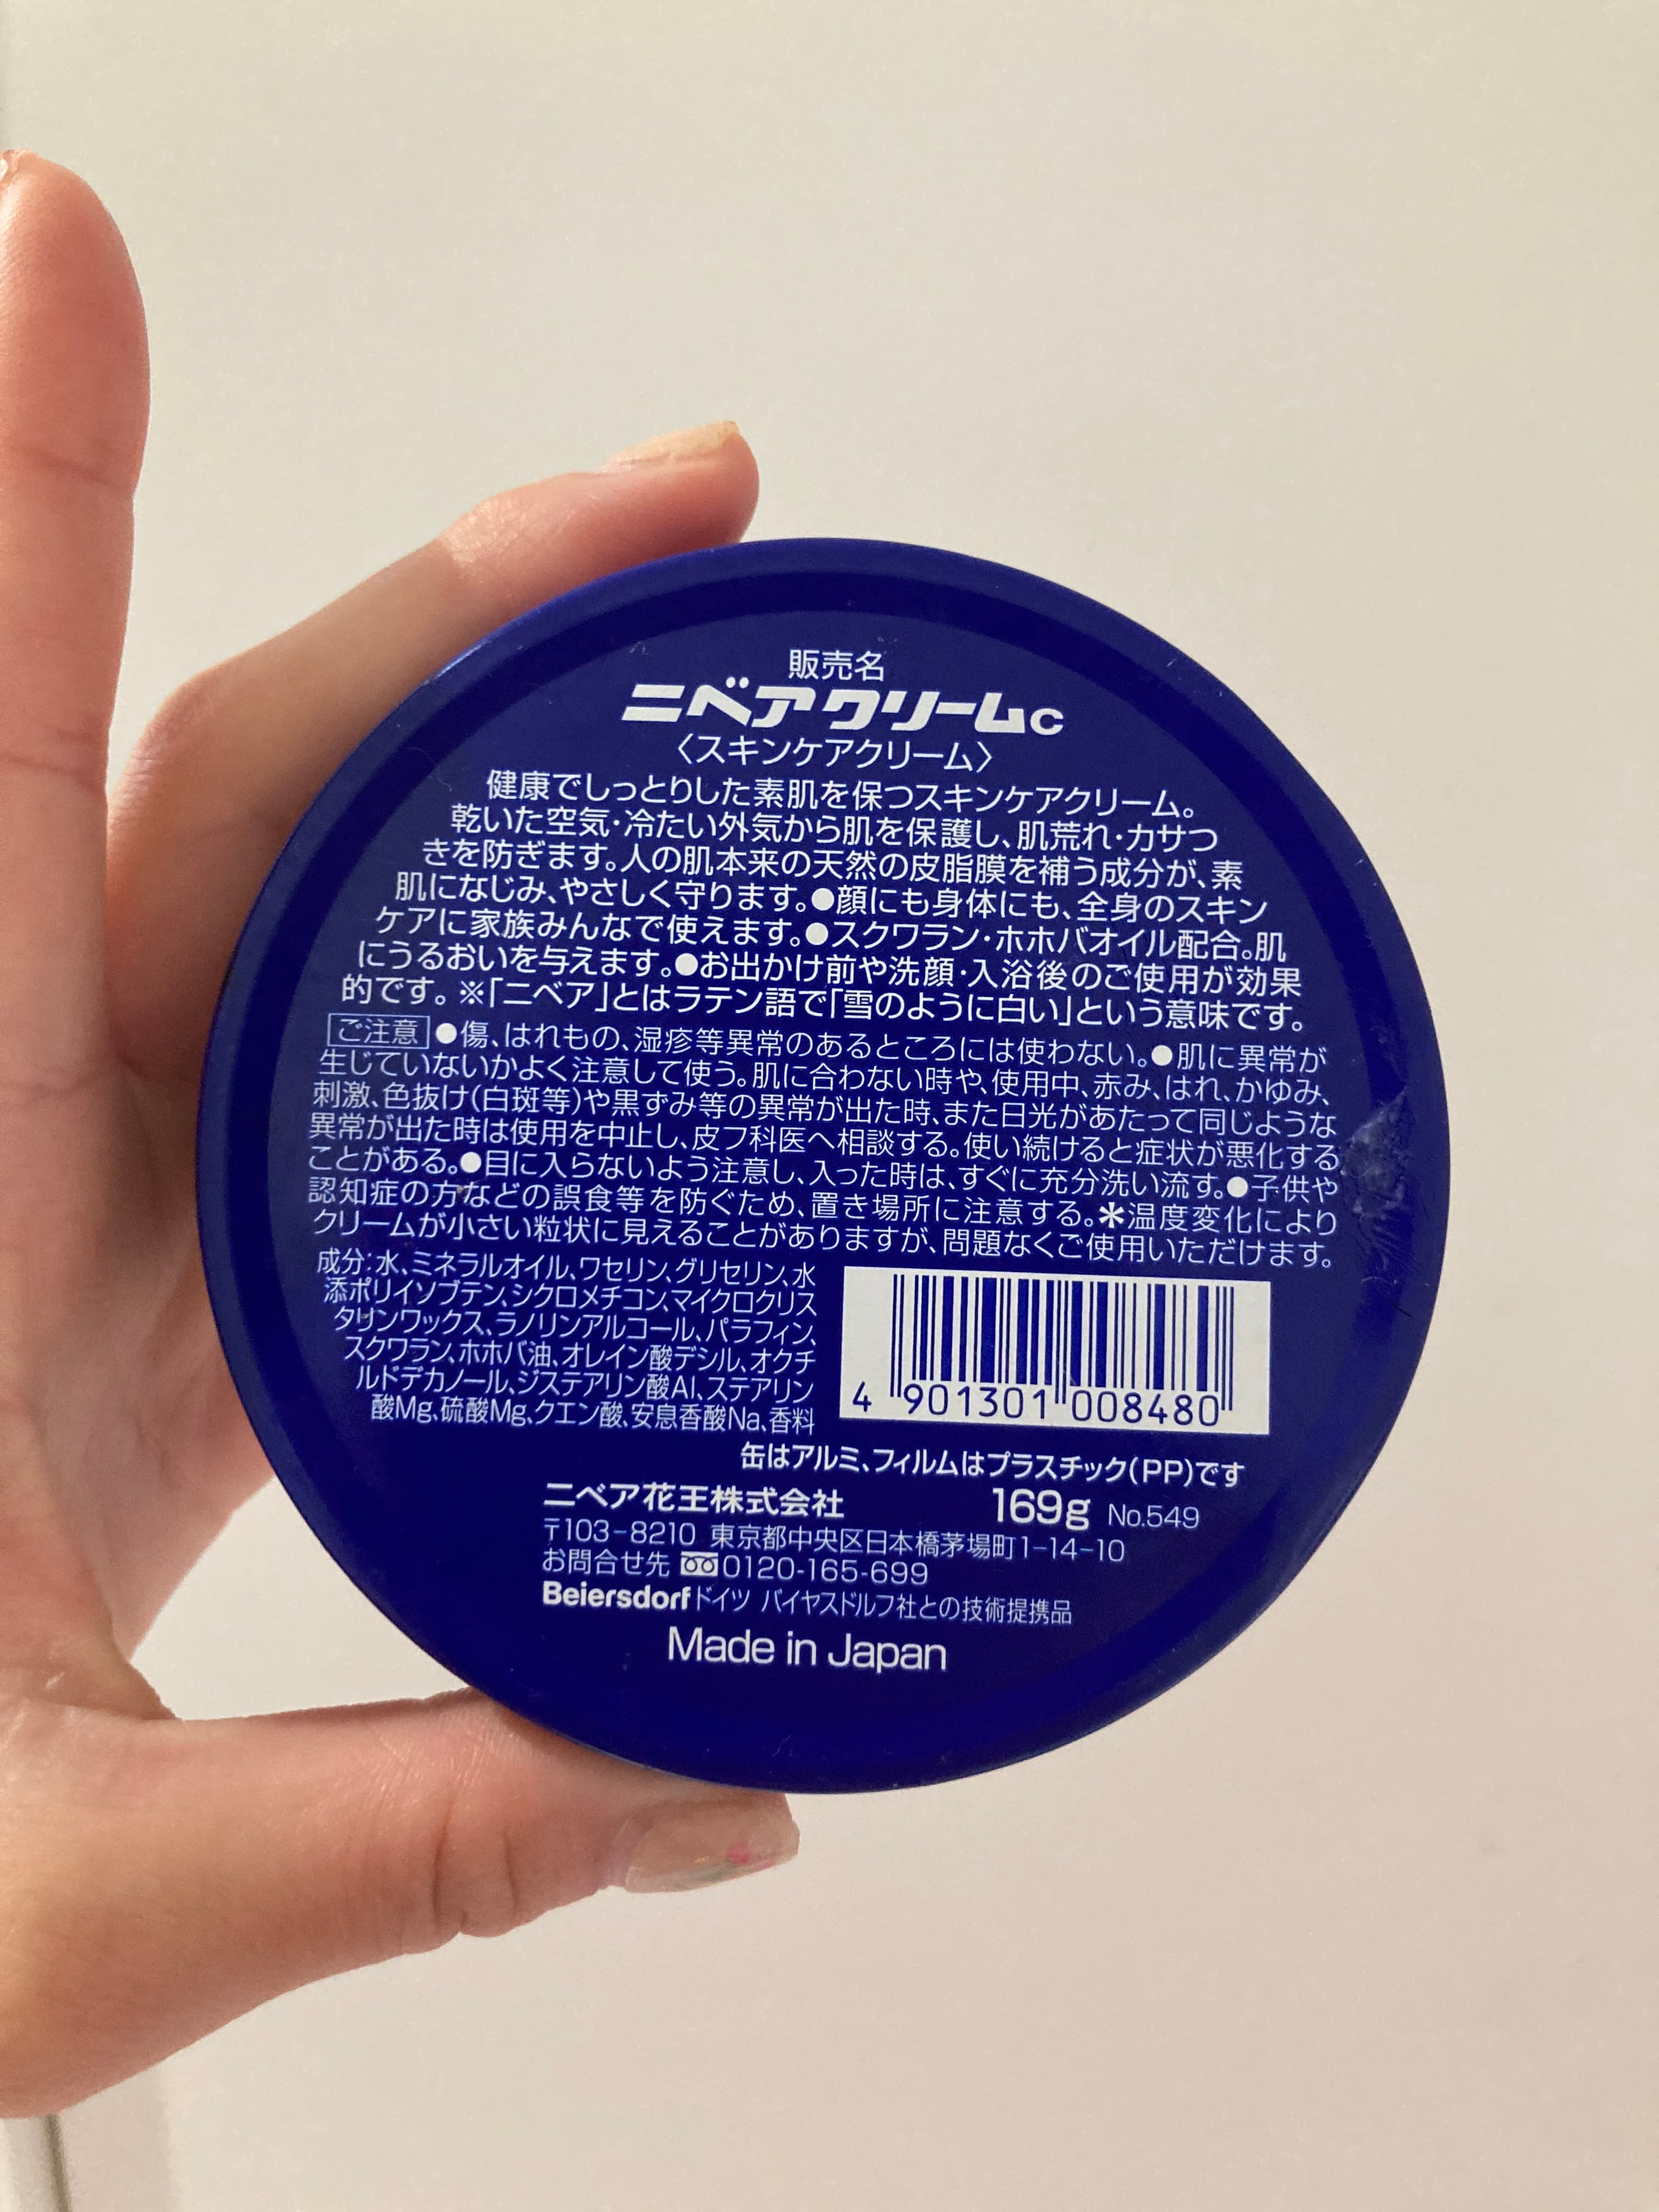 販売名
ニベアクリームc
〈スキンケアクリーム〉
健康でしっとりした素肌を保つスキンケアクリーム。
乾いた空気・冷たい外気から肌を保護し、肌荒れ・カサつ
きを防ぎます。人の肌本来の天然の皮脂膜を補う成分が、素
肌になじみ、やさしく守ります。●顔にも身体にも、全身のスキン
ケアに家族みんなで使えます。●スクワラン・ホホバオイル配合。肌
にうるおいを与えます。●お出かけ前や洗顔・入浴後のご使用が効果
的です。※「ニベア」とはラテン語で「雪のように白い」という意味です。
ご注意 ●傷、はれもの、湿疹等異常のあるところには使わない。●肌に異常が
生じていないかよく注意して使う。肌に合わない時や、使用中、赤み、はれ、かゆみ、
刺激、色抜け(白斑等)や黒ずみ等の異常が出た時、また日光があたって同じような
異常が出た時は使用を中止し、皮フ科医へ相談する。使い続けると症状が悪化する
ことがある。●目に入らないよう注意し、入った時は、すぐに充分洗い流す。●子供や
認知症の方などの誤食等を防ぐため、置き場所に注意する。＊温度変化により
クリームが小さい粒状に見えることがありますが、問題なくご使用いただけます。
成分:水、ミネラルオイル、ワセリン、グリセリン、水
添ポリイソブテン、シクロメチコン、マイクロクリス
タリンワックス、ラノリンアルコール、パラフィン、
スクワラン、ホホバ油、オレイン酸デシル、オクチ
ルドデカノール、ジステアリン酸Al、ステアリン
酸Mg、硫酸Mg、クエン酸、安息香酸Na、香料
4 901301 008480
缶はアルミ、フィルムはプラスチック(PP)です
ニベア花王株式会社 169g No.549
〒103-8210 東京都中央区日本橋茅場町1-14-10
お問合せ先 0120-165-699
Beiersdorfドイツ バイヤスドルフ社との技術提携品
Made in Japan